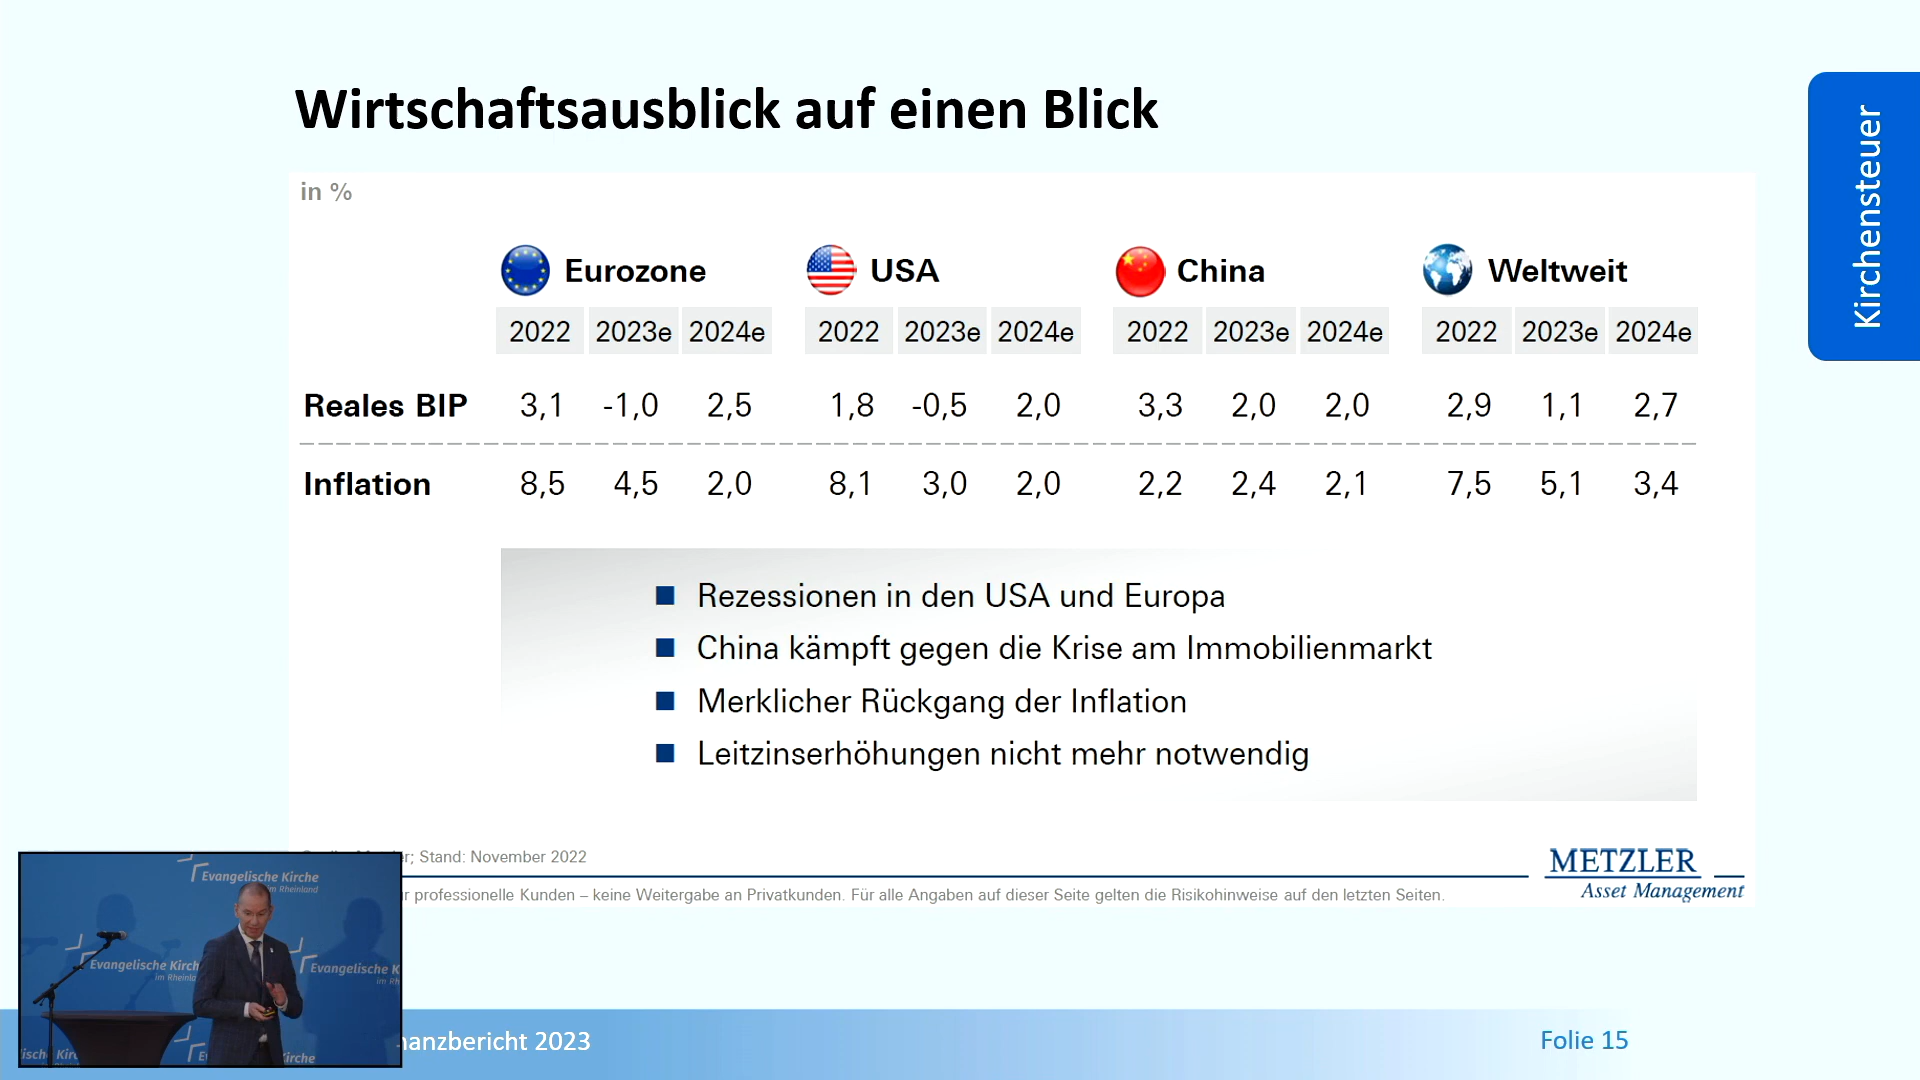 Wirtschaftsausblick auf einen Blick
Kirchensteuer
in %
Eurozone USA China Weltweit
2022 2023e 2024e 2022 2023e 2024e 2022 2023e 2024e 2022 2023e 2024e
Reales BIP 3,1 -1,0 2,5 1,8 -0,5 2,0 3,3 2,0 2,0 2,9 1,1 2,7
Inflation 8,5 4,5 2,0 8,1 3,0 2,0 2,2 2,4 2,1 7,5 5,1 3,4
Rezessionen in den USA und Europa
China kämpft gegen die Krise am Immobilienmarkt
Merklicher Rückgang der Inflation
Leitzinserhöhungen nicht mehr notwendig
Stand: November 2022
professionelle Kunden – keine Weitergabe an Privatkunden. Für alle Angaben auf dieser Seite gelten die Risikohinweise auf den letzten Seiten.
METZLER
Asset Management
Evangelische Kirche
im Rheinland
Evangelische Kirch
im Rheinla
Evangelische K
im Rh
anzbericht 2023
Folie 15